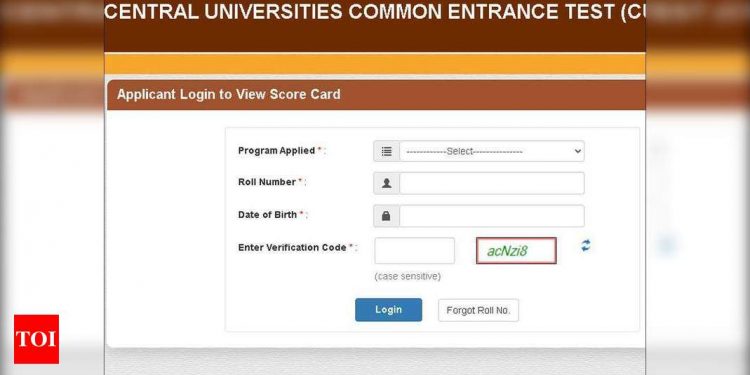 CENTRAL UNIVERSITIES COMMON ENTRANCE TEST (CU
Applicant Login to View Score Card
Program Applied * :
------------Select---------------
Roll Number * :
Date of Birth * :
Enter Verification Code * :
acNzi8
(case sensitive)
Login
Forgot Roll No.
TOI